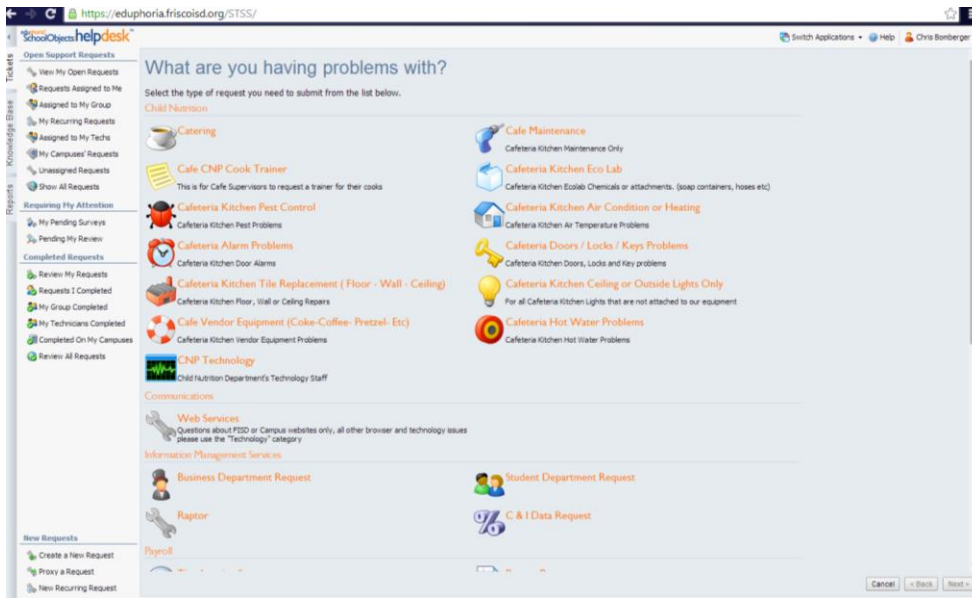 https://eduphoria.friscoisd.org/STSS/
SchoolObjects: helpdesk
Switch Applications
Help
Chris Bomberger
Tickets
Knowledge Base
Reports
Open Support Requests
View My Open Requests
Requests Assigned to Me
Assigned to My Group
My Recurring Requests
Assigned to My Techs
My Campuses' Requests
Unassigned Requests
Show All Requests
Requiring My Attention
My Pending Surveys
Pending My Review
Completed Requests
Review My Requests
Requests I Completed
My Group Completed
My Technicians Completed
Completed On My Campuses
Review All Requests
New Requests
Create a New Request
Proxy a Request
New Recurring Request
What are you having problems with?
Select the type of request you need to submit from the list below.
Child Nutrition
Catering
Cafe Maintenance
Cafeteria Kitchen Maintenance Only
Cafe CNP Cook Trainer
This is for Cafe Supervisors to request a trainer for their cooks
Cafeteria Kitchen Eco Lab
Cafeteria Kitchen Ecolab Chemicals or attachments. (soap containers, hoses etc)
Cafeteria Kitchen Pest Control
Cafeteria Kitchen Pest Problems
Cafeteria Kitchen Air Condition or Heating
Cafeteria Kitchen Air Temperature Problems
Cafeteria Alarm Problems
Cafeteria Kitchen Door Alarms
Cafeteria Doors / Locks / Keys Problems
Cafeteria Kitchen Doors, Locks and Key problems
Cafeteria Kitchen Tile Replacement ( Floor - Wall - Ceiling)
Cafeteria Kitchen Floor, Wall or Ceiling Repairs
Cafeteria Kitchen Ceiling or Outside Lights Only
For all Cafeteria Kitchen Lights that are not attached to our equipment
Cafe Vendor Equipment (Coke-Coffee- Pretzel- Etc)
Cafeteria Kitchen Vendor Equipment Problems
Cafeteria Hot Water Problems
Cafeteria Kitchen Hot Water Problems
CNP Technology
Child Nutrition Department's Technology Staff
Communications
Web Services
Questions about FISD or Campus websites only, all other browser and technology issues
please use the "Technology" category
Information Management Services
Business Department Request
Student Department Request
Raptor
C & I Data Request
Payroll
Cancel
< Back
Next >